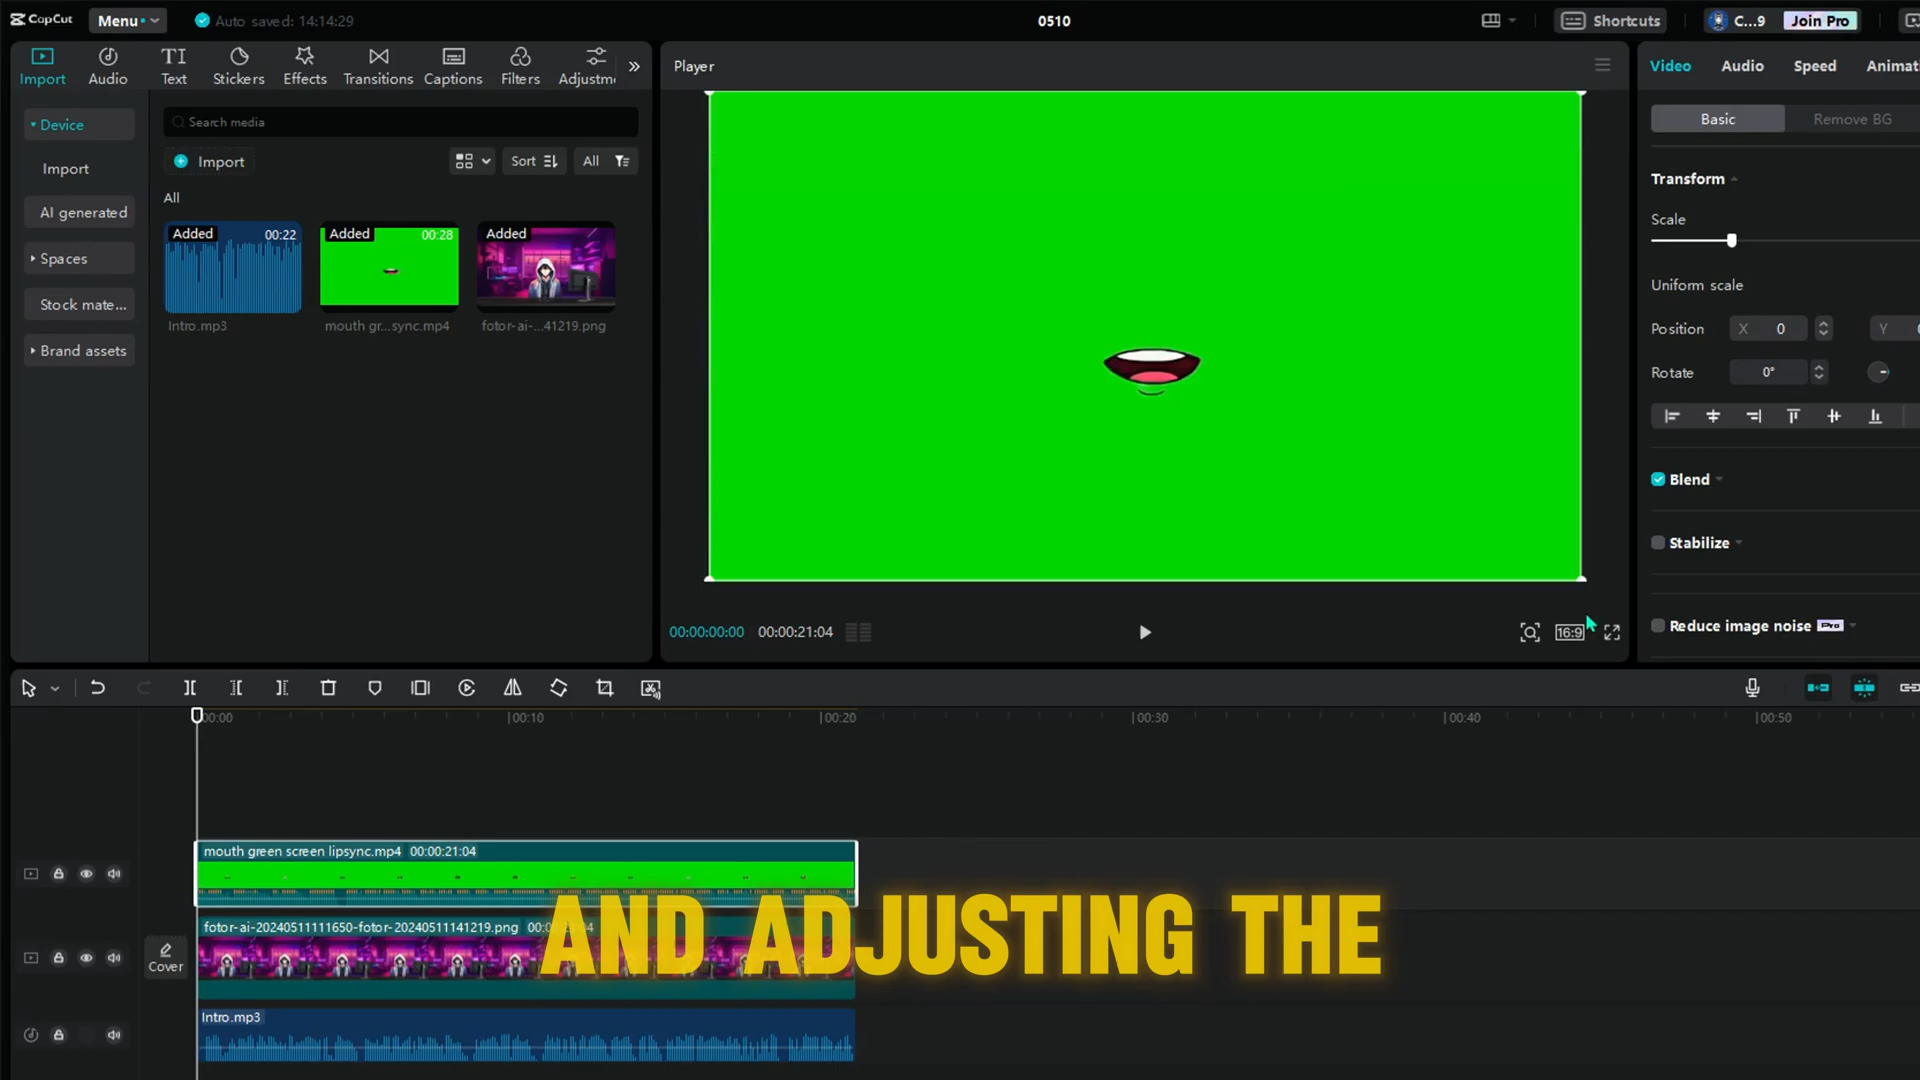 CapCut Menu Auto saved: 14:14:29 0510 Shortcuts C...9 Join Pro
Import Audio Text Stickers Effects Transitions Captions Filters Adjustm
Player
Video Audio Speed Animati
Device
Import
AI generated
Spaces
Stock mate...
Brand assets
Search media
Import Sort All
All
Added 00:22
Intro.mp3
Added 00:28
mouth gr...sync.mp4
Added
fotor-ai-...41219.png
00:00:00:00 00:00:21:04
16:9
Basic Remove BG
Transform
Scale
Uniform scale
Position X 0 Y
Rotate 0°
Blend
Stabilize
Reduce image noise Pro
00:00 00:10 00:20 00:30 00:40 00:50
mouth green screen lipsync.mp4 00:00:21:04
Cover
fotor-ai-20240511111650-fotor-20240511141219.png
AND ADJUSTING THE
Intro.mp3